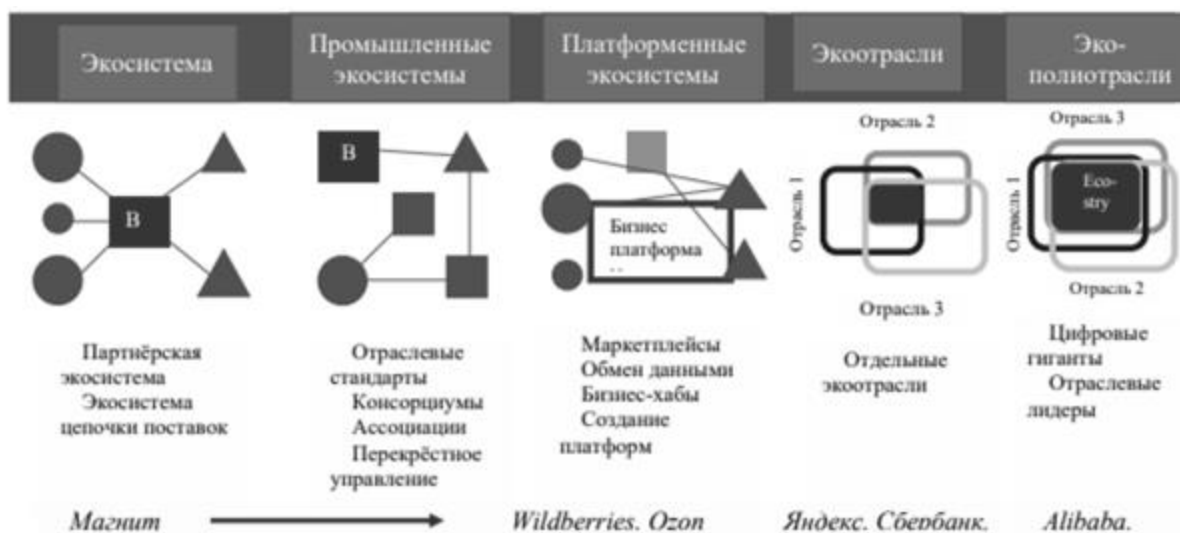 Экосистема
Промышленные
экосистемы
Платформенные
экосистемы
Экоотрасли
Эко-
полиотрасли
B
B
Бизнес
платформа
Отрасль 2
Отрасль 1
Отрасль 3
Отрасль 3
Отрасль 1
Eco-
stry
Отрасль 2
Партнёрская
экосистема
Экосистема
цепочки поставок
Отраслевые
стандарты
Консорциумы
Ассоциации
Перекрёстное
управление
Маркетплейсы
Обмен данными
Бизнес-хабы
Создание
платформ
Отдельные
экоотрасли
Цифровые
гиганты
Отраслевые
лидеры
Магнит
Wildberries, Ozon
Яндекс, Сбербанк,
Alibaba,